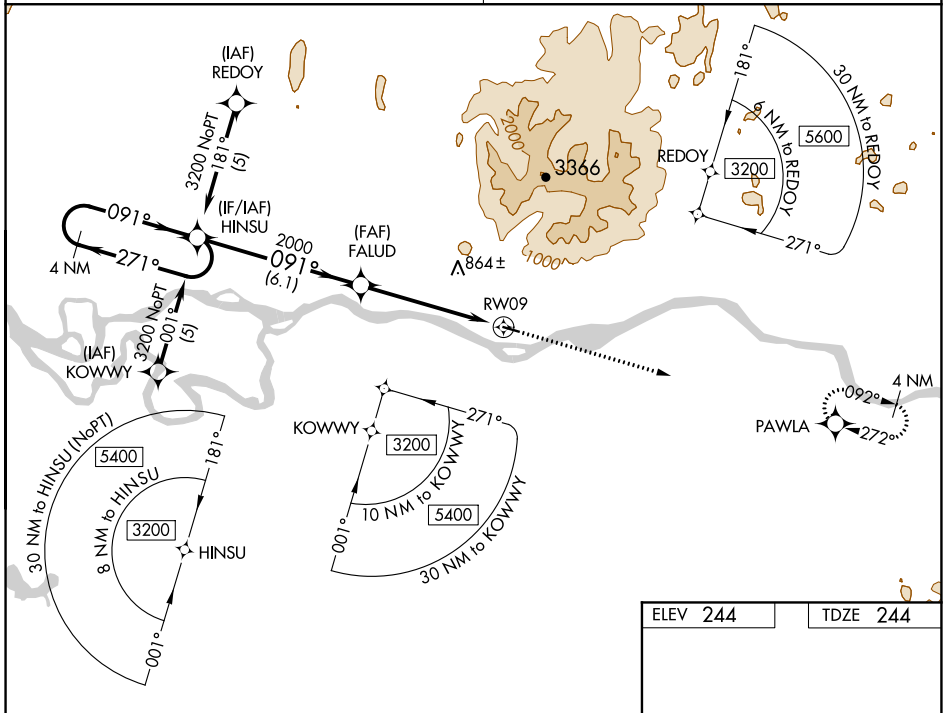 (IAF)
REDOY
3200 NoPT
181°
(5)
(IF/IAF)
HINSU
091°
271°
4 NM
2000
091°
(6.1)
(FAF)
FALUD
3200 NoPT
001°
(5)
(IAF)
KOWWY
2000
3366
1000
864±
RW09
181°
30 NM to REDOY
6 NM to REDOY
5600
3200
REDOY
271°
4 NM
092°
272°
PAWLA
30 NM to HINSU (NoPT)
5400
181°
8 NM to HINSU
3200
HINSU
001°
KOWWY
271°
3200
10 NM to KOWWY
5400
30 NM to KOWWY
001°
ELEV 244
TDZE 244